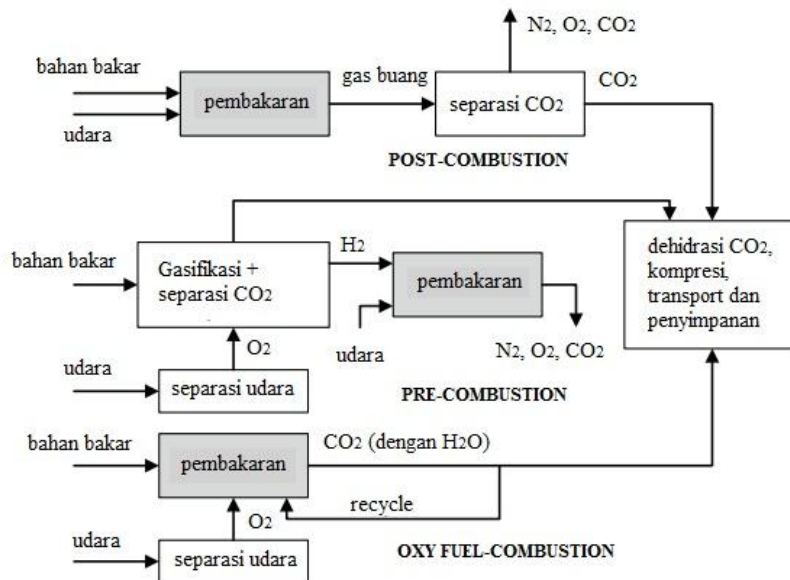 N2, O2, CO2
bahan bakar
gas buang
CO2
pembakaran
separasi CO2
udara
POST-COMBUSTION
H2
bahan bakar
Gasifikasi +
separasi CO2
pembakaran
dehidrasi CO2,
kompresi,
transport dan
penyimpanan
O2
udara
N2, O2, CO2
udara
separasi udara
PRE-COMBUSTION
bahan bakar
CO2 (dengan H2O)
pembakaran
recycle
O2
udara
separasi udara
OXY FUEL-COMBUSTION